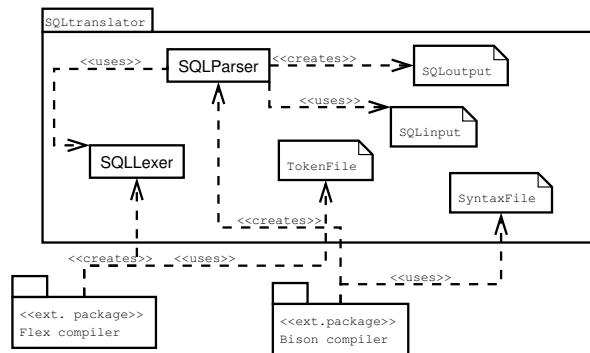 SQLtranslator
<<uses>>
SQLParser
<<creates>>
SQLoutput
<<uses>>
SQLinput
SQLLexer
TokenFile
SyntaxFile
<<creates>>
<<creates>>
<<uses>>
<<uses>>
<<ext. package>>
Flex compiler
<<ext.package>>
Bison compiler